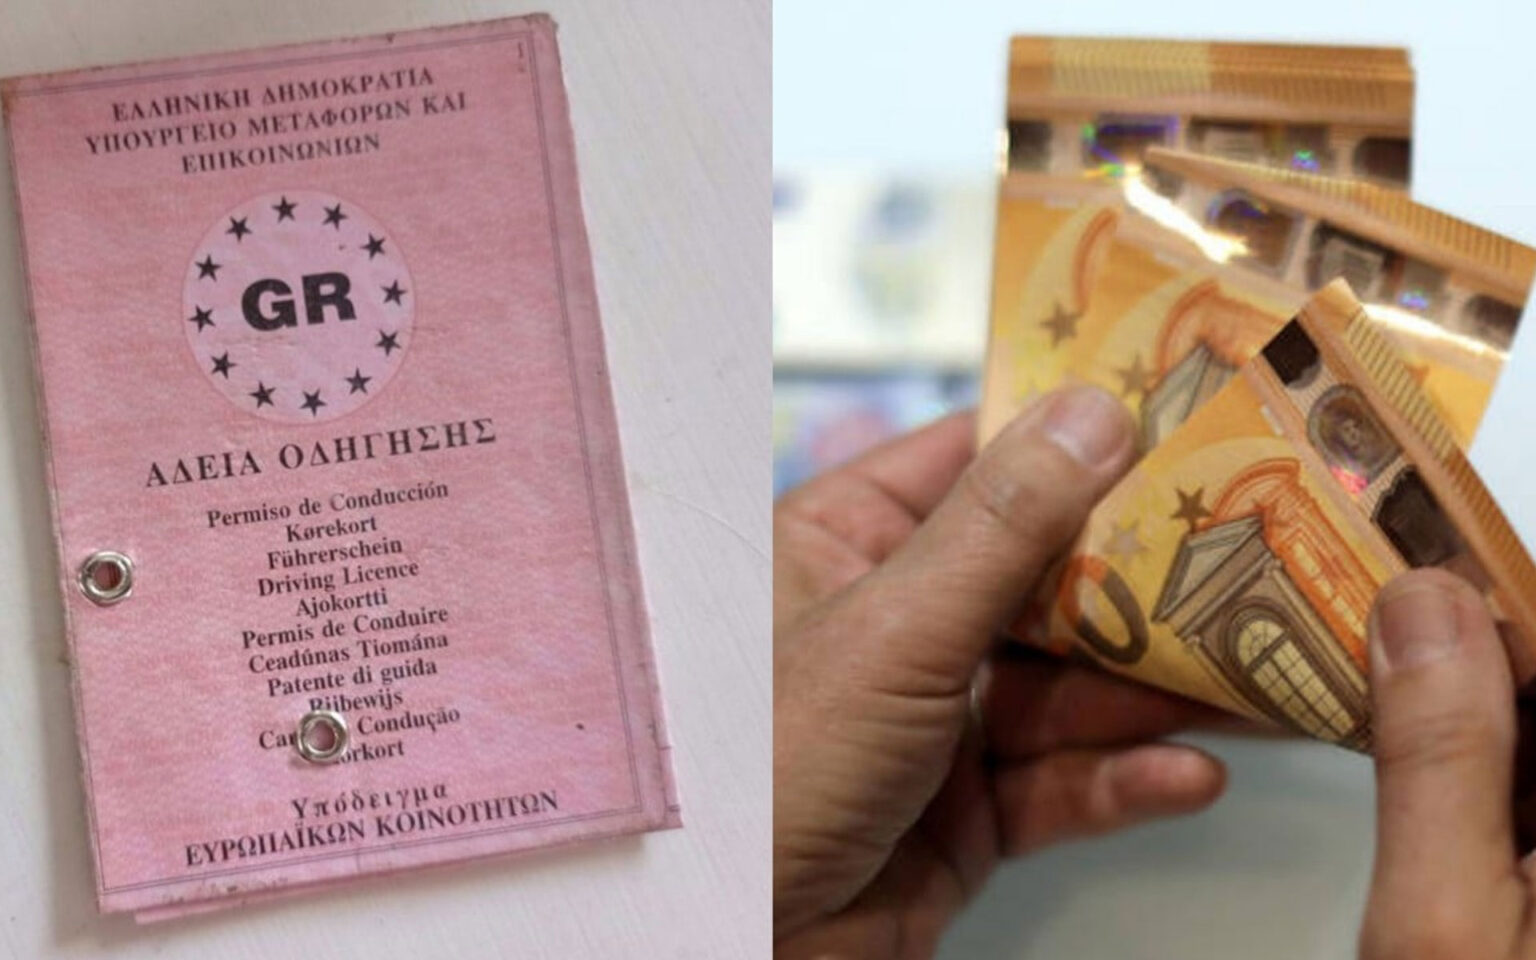 ΕΛΛΗΝΙΚΗ ΔΗΜΟΚΡΑΤΙΑ
ΥΠΟΥΡΓΕΙΟ ΜΕΤΑΦΟΡΩΝ ΚΑΙ
ΕΠΙΚΟΙΝΩΝΙΩΝ
GR
ΑΔΕΙΑ ΟΔΗΓΗΣΗΣ
Permiso de Conducción
Kørekort
Führerschein
Driving Licence
Ajokortti
Permis de Conduire
Ceadúnas Tiomána
Patente di guida
Rijbewijs
Condução
Υπόδειγμα
ΕΥΡΩΠΑΪΚΩΝ ΚΟΙΝΟΤΗΤΩΝ